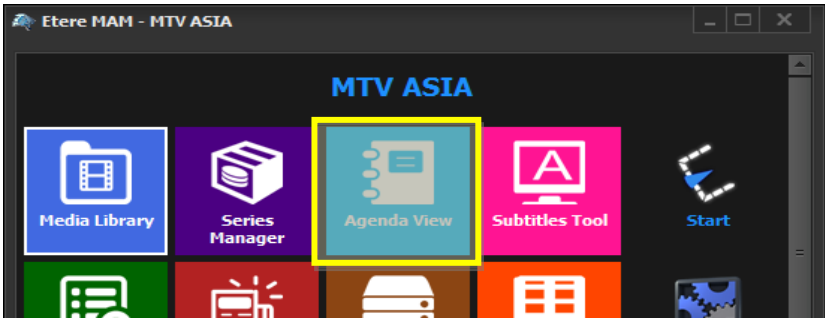 Etere MAM - MTV ASIA
MTV ASIA
Media Library
Series
Manager
Agenda View
A
Subtitles Tool
Start